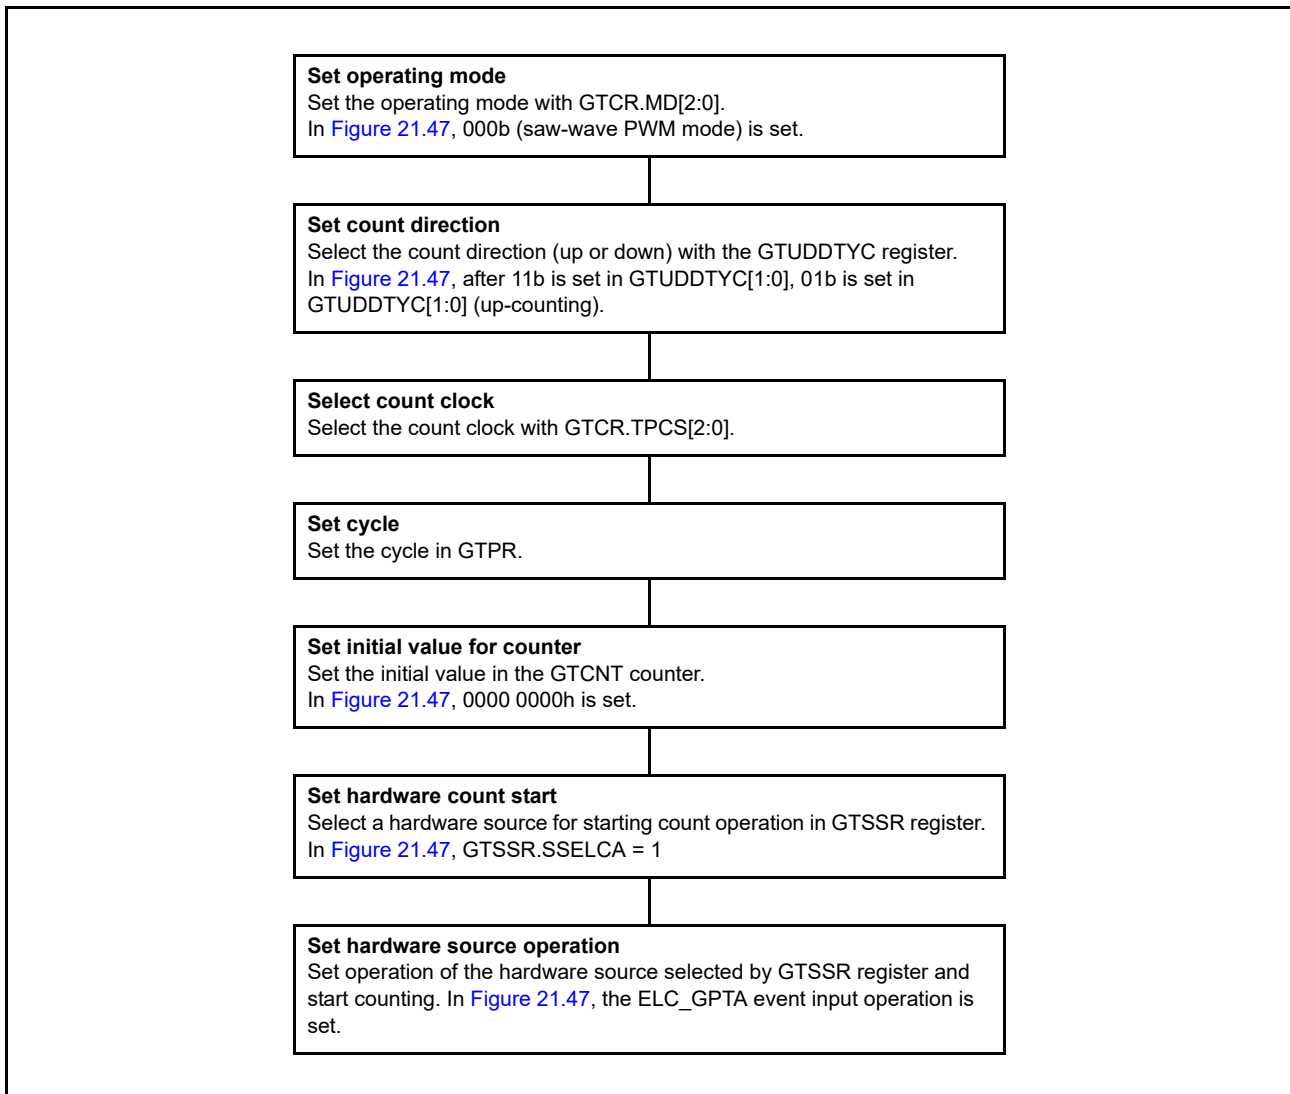 Set operating mode
Set the operating mode with GTCR.MD[2:0].
In Figure 21.47, 000b (saw-wave PWM mode) is set.
Set count direction
Select the count direction (up or down) with the GTUDDTYC register.
In Figure 21.47, after 11b is set in GTUDDTYC[1:0], 01b is set in
GTUDDTYC[1:0] (up-counting).
Select count clock
Select the count clock with GTCR.TPCS[2:0].
Set cycle
Set the cycle in GTPR.
Set initial value for counter
Set the initial value in the GTCNT counter.
In Figure 21.47, 0000 0000h is set.
Set hardware count start
Select a hardware source for starting count operation in GTSSR register.
In Figure 21.47, GTSSR.SSELCA = 1
Set hardware source operation
Set operation of the hardware source selected by GTSSR register and
start counting. In Figure 21.47, the ELC_GPTA event input operation is
set.